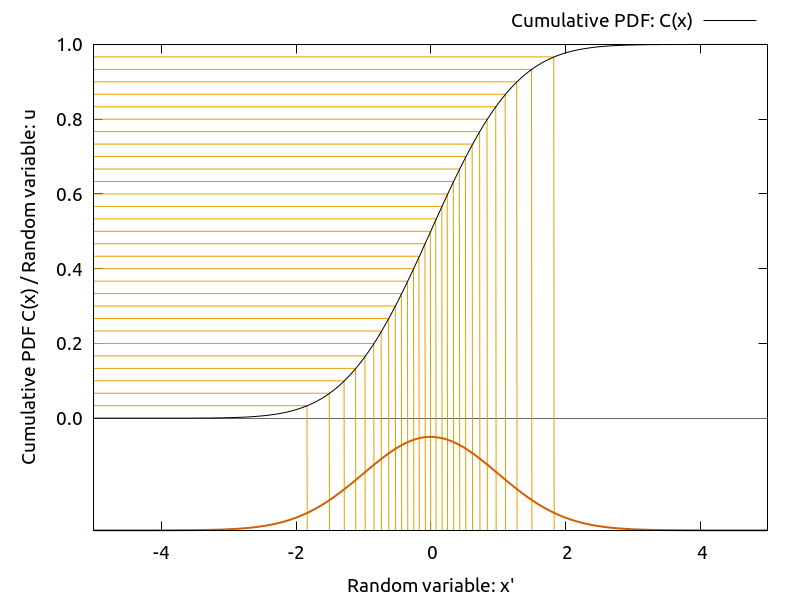 Cumulative PDF: C(x)
1.0
0.8
0.6
0.4
0.2
0.0
Cumulative PDF C(x) / Random variable: u
-4 -2 0 2 4
Random variable: x'